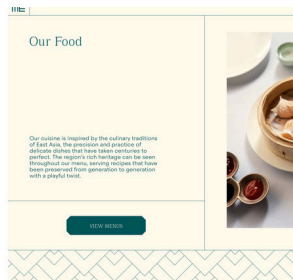 Our Food
Our cuisine is inspired by the culinary traditions
of East Asia, the precision and practice of
delicate dishes that have taken centuries to
perfect. The region's rich heritage can be seen
throughout our menu, serving recipes that have
been preserved from generation to generation
with a playful twist.
VIEW MENUS